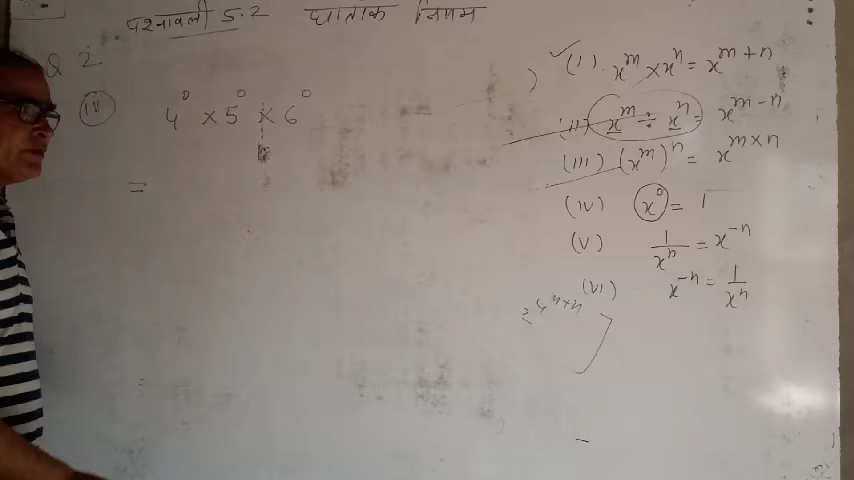 प्रश्नावली 5.2 घातांक नियम
Q 2
(iv) 4⁰ × 5⁰ × 6⁰
=
(i) xᵐ × xⁿ = xᵐ⁺ⁿ
(ii) xᵐ ÷ xⁿ = xᵐ⁻ⁿ
(iii) (xᵐ)ⁿ = xᵐˣⁿ
(iv) x⁰ = 1
(v) 1/xⁿ = x⁻ⁿ
(vi) x⁻ⁿ = 1/xⁿ